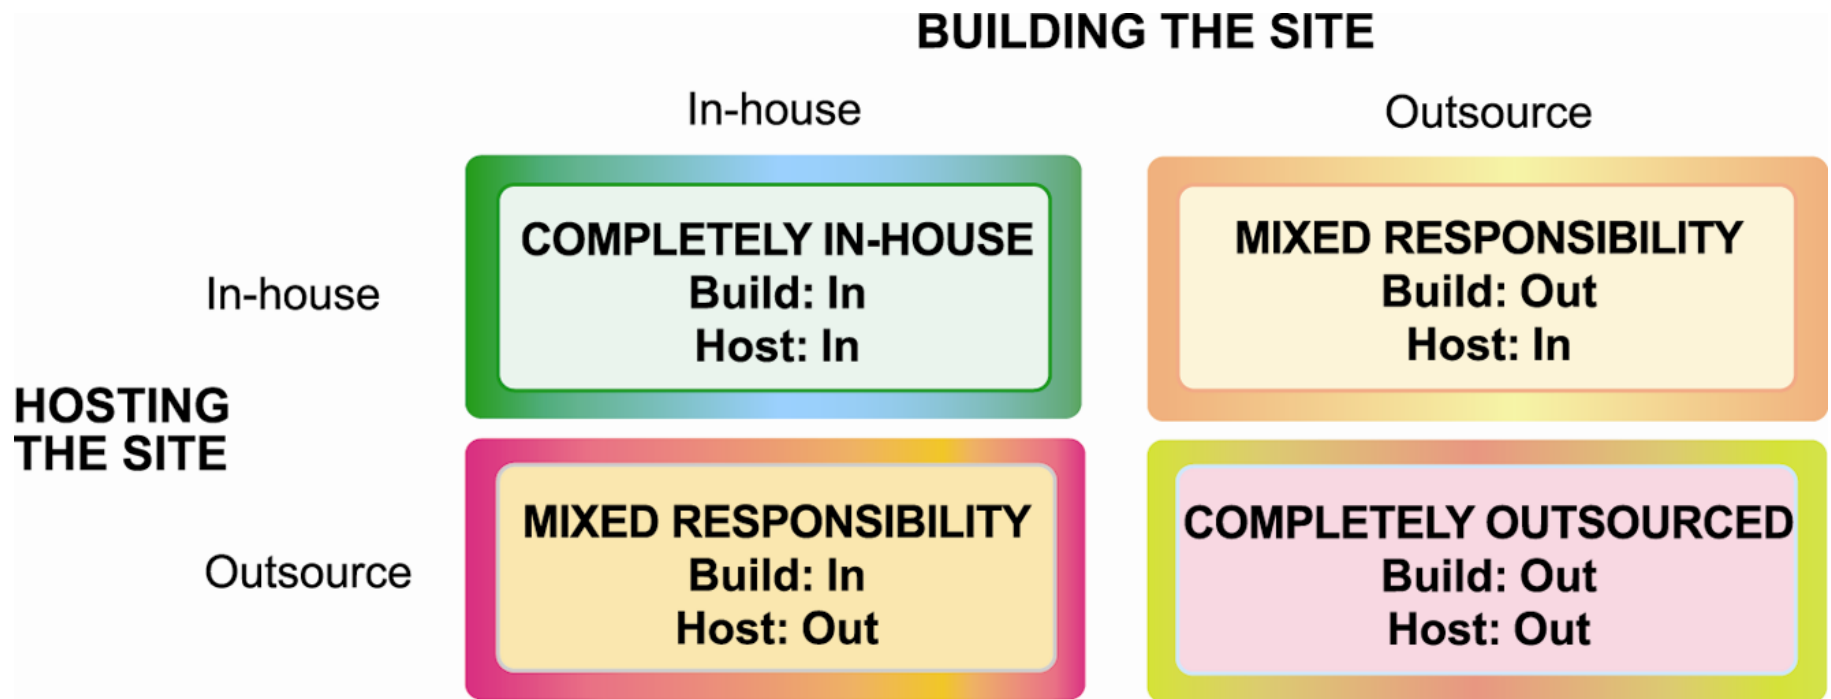 BUILDING THE SITE
In-house
Outsource
COMPLETELY IN-HOUSE
Build: In
Host: In
MIXED RESPONSIBILITY
Build: Out
Host: In
In-house
HOSTING
THE SITE
MIXED RESPONSIBILITY
Build: In
Host: Out
COMPLETELY OUTSOURCED
Build: Out
Host: Out
Outsource